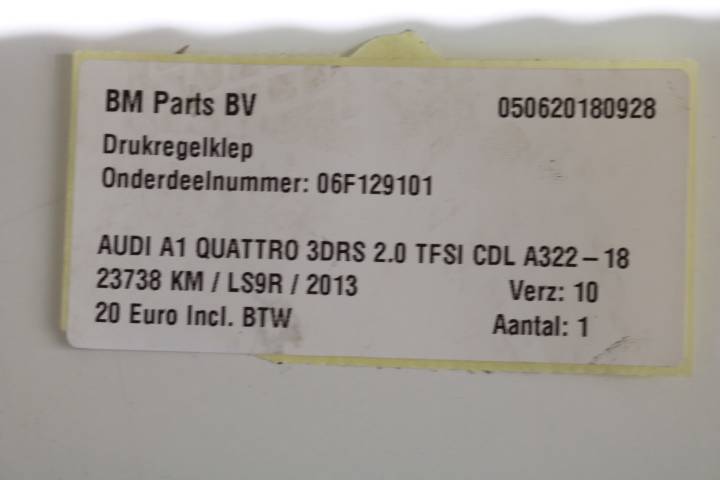 BM Parts BV 050620180928
Drukregelklep
Onderdeelnummer: 06F129101
AUDI A1 QUATTRO 3DRS 2.0 TFSI CDL A322-18
23738 KM / LS9R / 2013 Verz: 10
20 Euro Incl. BTW Aantal: 1